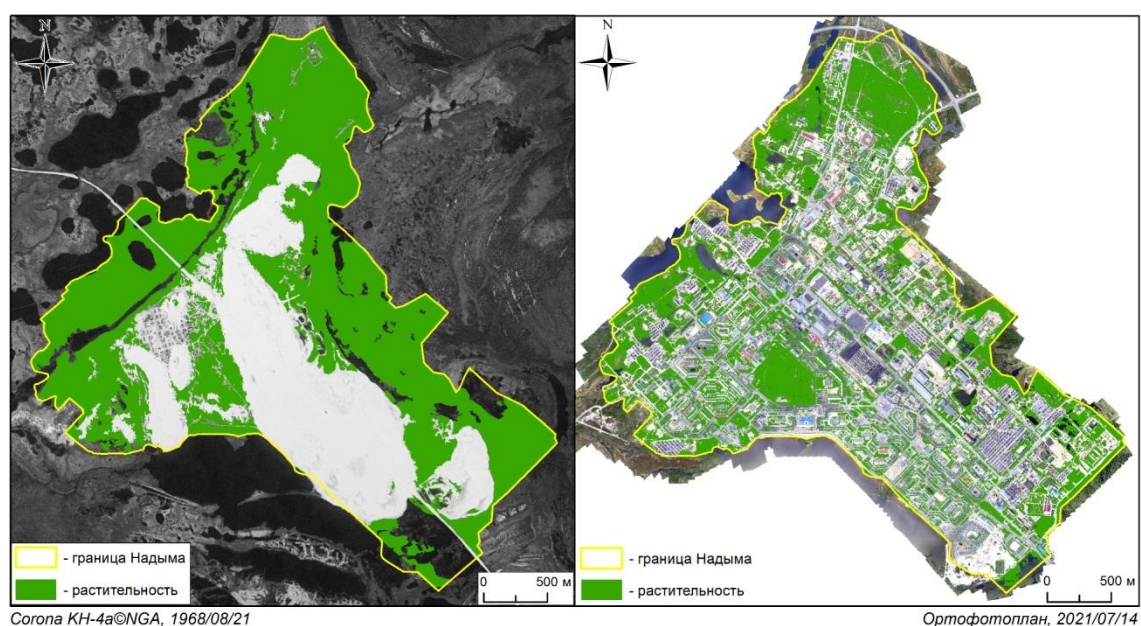 N
- граница Надыма
- растительность
0 500 м
Corona KH-4a©NGA, 1968/08/21
N
- граница Надыма
- растительность
0 500 м
Ортофотоплан, 2021/07/14